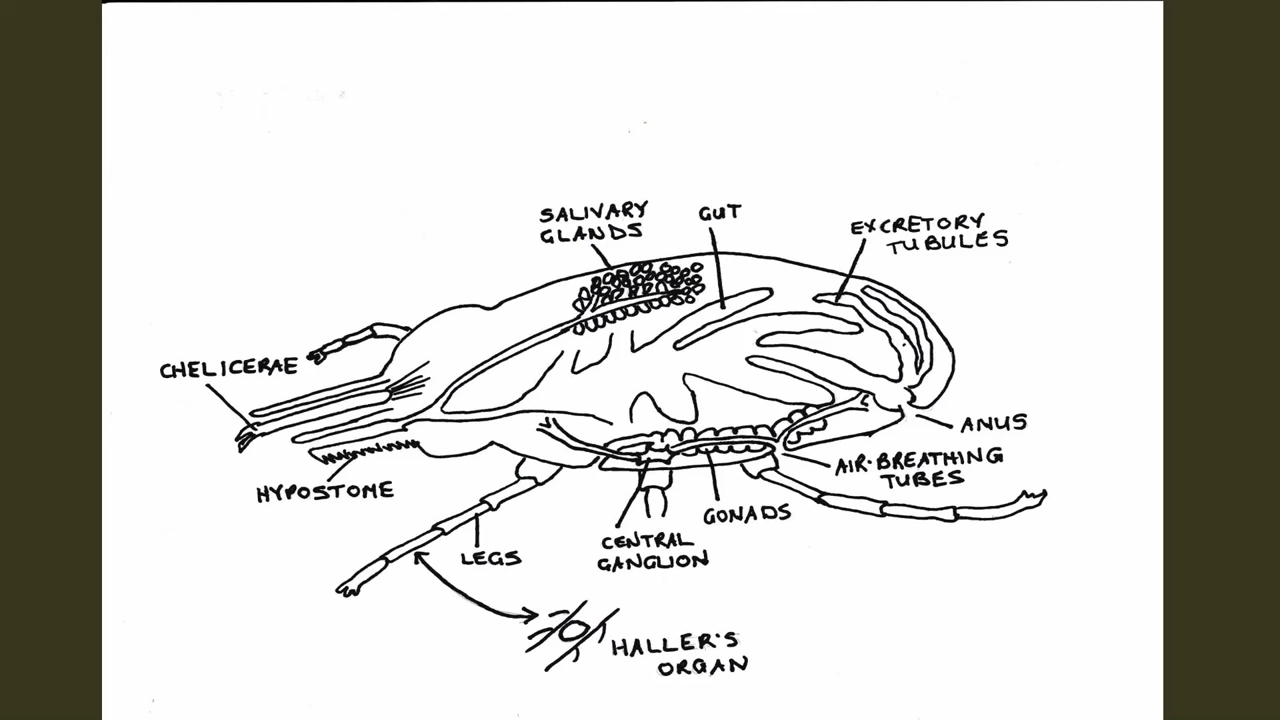 SALIVARY
GLANDS
GUT
EXCRETORY
TUBULES
CHELICERAE
ANUS
AIR-BREATHING
TUBES
HYPOSTOME
GONADS
CENTRAL
GANGLION
LEGS
HALLER'S
ORGAN